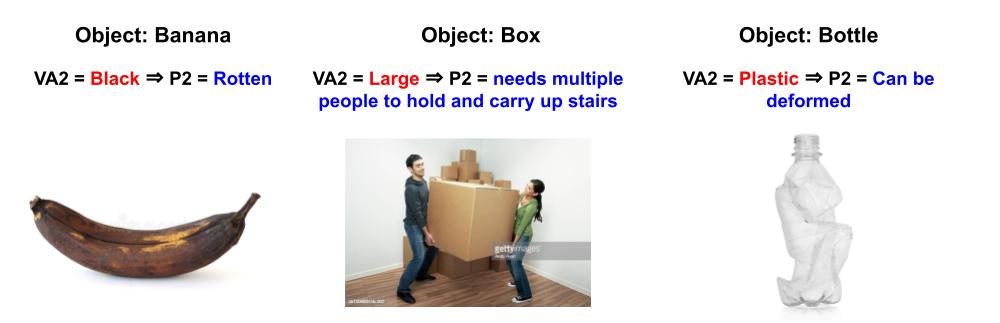 Object: Banana
VA2 = Black ⇒ P2 = Rotten
Object: Box
VA2 = Large ⇒ P2 = needs multiple
people to hold and carry up stairs
gettyimages
Object: Bottle
VA2 = Plastic ⇒ P2 = Can be
deformed